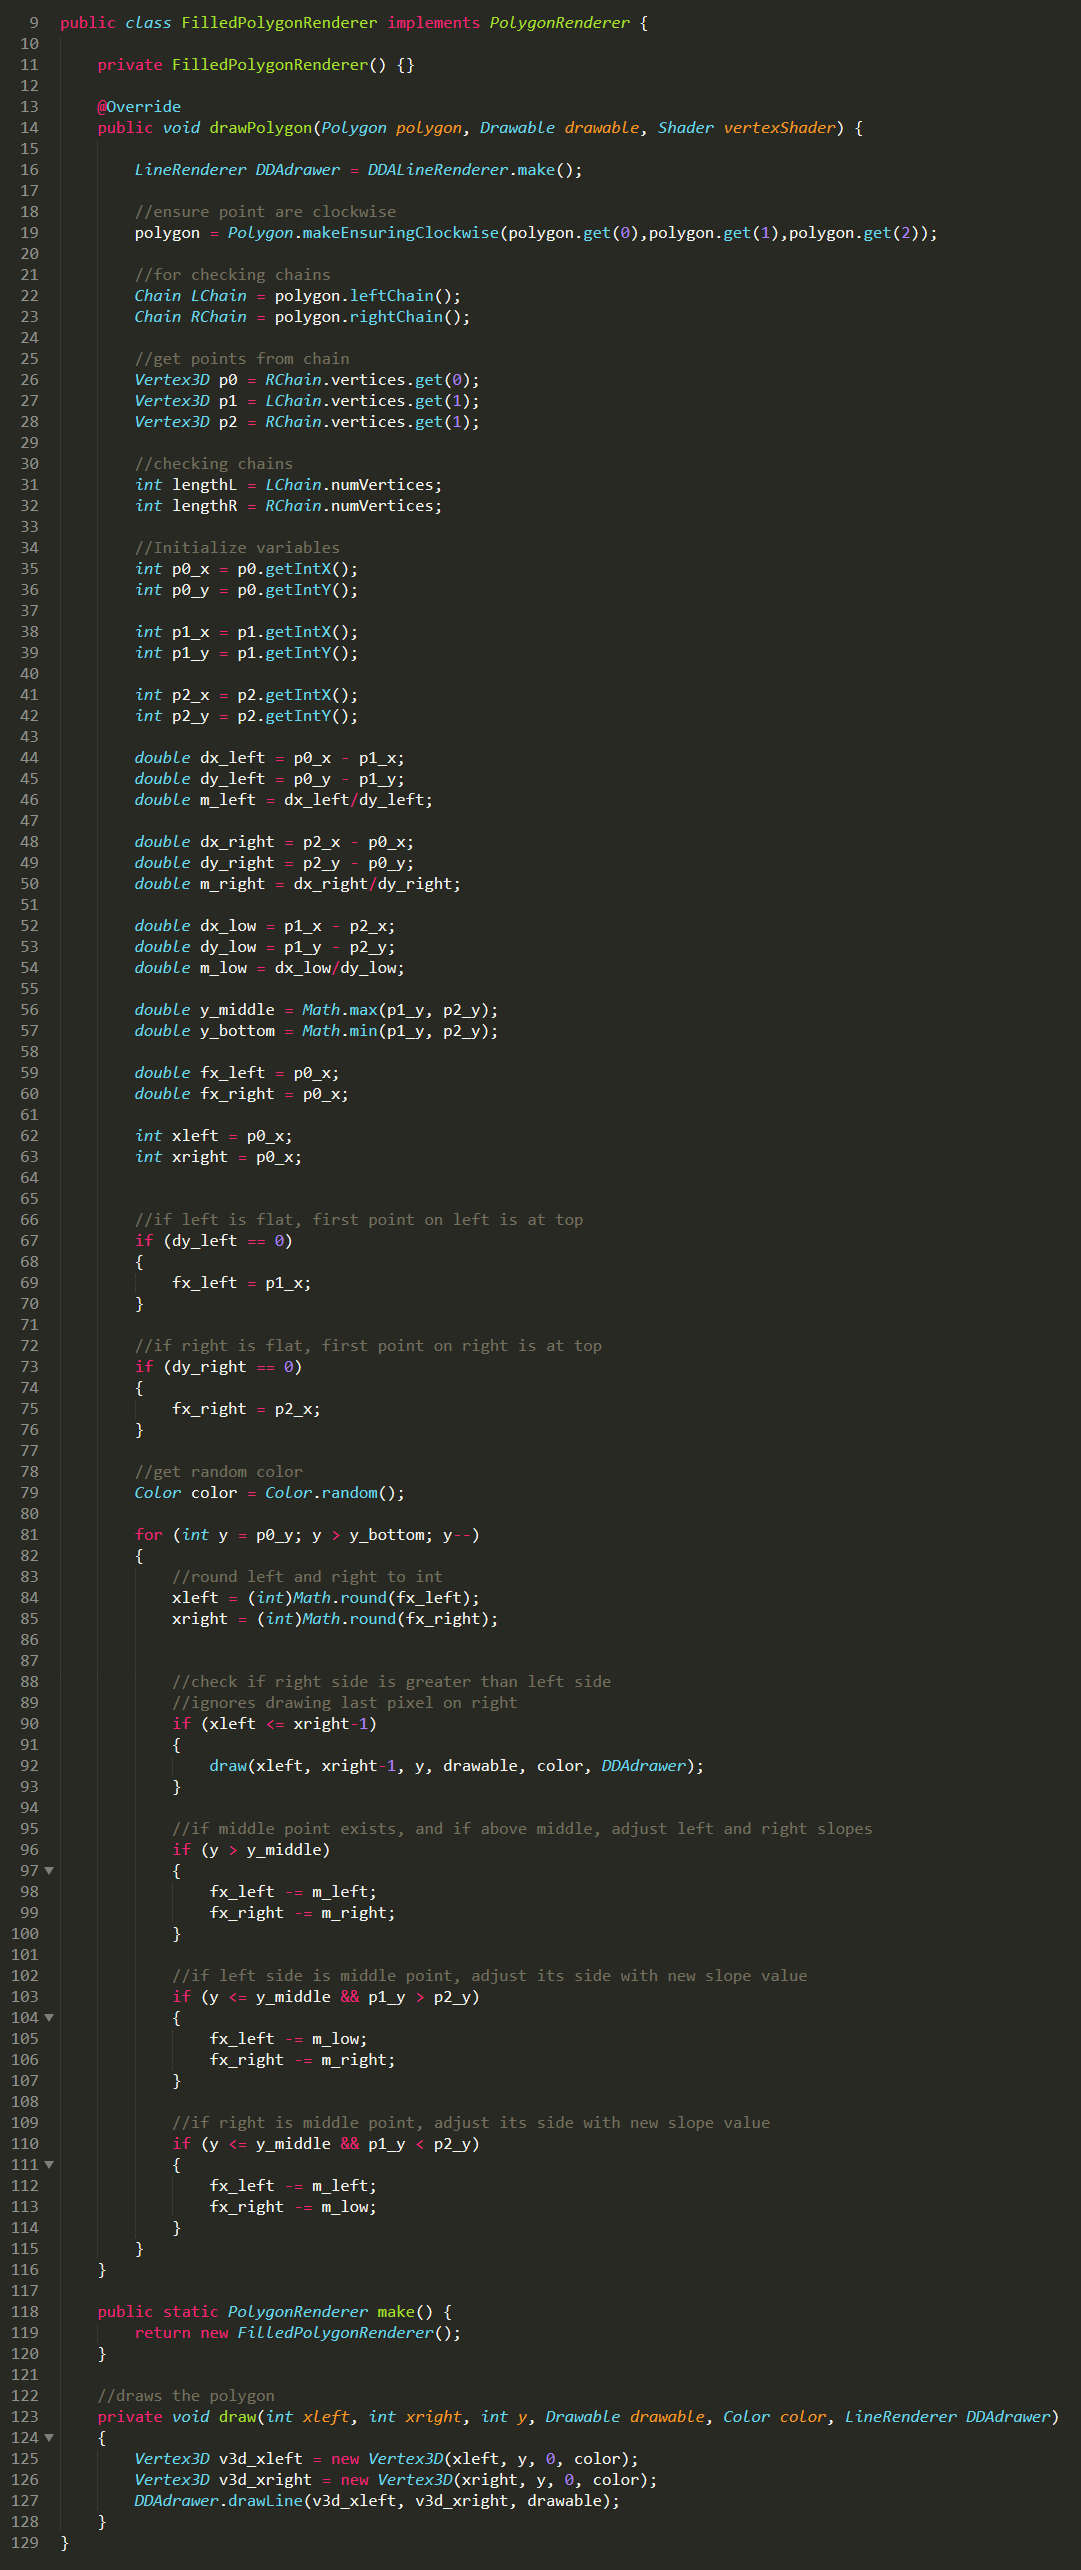 9 public class FilledPolygonRenderer implements PolygonRenderer {
10
11     private FilledPolygonRenderer() {}
12
13     @Override
14     public void drawPolygon(Polygon polygon, Drawable drawable, Shader vertexShader) {
15
16         LineRenderer DDAdrawer = DDALineRenderer.make();
17
18         //ensure point are clockwise
19         polygon = Polygon.makeEnsuringClockwise(polygon.get(0),polygon.get(1),polygon.get(2));
20
21         //for checking chains
22         Chain LChain = polygon.leftChain();
23         Chain RChain = polygon.rightChain();
24
25         //get points from chain
26         Vertex3D p0 = RChain.vertices.get(0);
27         Vertex3D p1 = LChain.vertices.get(1);
28         Vertex3D p2 = RChain.vertices.get(1);
29
30         //checking chains
31         int lengthL = LChain.numVertices;
32         int lengthR = RChain.numVertices;
33
34         //Initialize variables
35         int p0_x = p0.getIntX();
36         int p0_y = p0.getIntY();
37
38         int p1_x = p1.getIntX();
39         int p1_y = p1.getIntY();
40
41         int p2_x = p2.getIntX();
42         int p2_y = p2.getIntY();
43
44         double dx_left = p0_x - p1_x;
45         double dy_left = p0_y - p1_y;
46         double m_left = dx_left/dy_left;
47
48         double dx_right = p2_x - p0_x;
49         double dy_right = p2_y - p0_y;
50         double m_right = dx_right/dy_right;
51
52         double dx_low = p1_x - p2_x;
53         double dy_low = p1_y - p2_y;
54         double m_low = dx_low/dy_low;
55
56         double y_middle = Math.max(p1_y, p2_y);
57         double y_bottom = Math.min(p1_y, p2_y);
58
59         double fx_left = p0_x;
60         double fx_right = p0_x;
61
62         int xleft = p0_x;
63         int xright = p0_x;
64
65
66         //if left is flat, first point on left is at top
67         if (dy_left == 0)
68         {
69             fx_left = p1_x;
70         }
71
72         //if right is flat, first point on right is at top
73         if (dy_right == 0)
74         {
75             fx_right = p2_x;
76         }
77
78         //get random color
79         Color color = Color.random();
80
81         for (int y = p0_y; y > y_bottom; y--)
82         {
83             //round left and right to int
84             xleft = (int)Math.round(fx_left);
85             xright = (int)Math.round(fx_right);
86
87
88             //check if right side is greater than left side
89             //ignores drawing last pixel on right
90             if (xleft <= xright-1)
91             {
92                 draw(xleft, xright-1, y, drawable, color, DDAdrawer);
93             }
94
95             //if middle point exists, and if above middle, adjust left and right slopes
96             if (y > y_middle)
97             {
98                 fx_left -= m_left;
99                 fx_right -= m_right;
100             }
101
102             //if left side is middle point, adjust its side with new slope value
103             if (y <= y_middle && p1_y > p2_y)
104             {
105                 fx_left -= m_low;
106                 fx_right -= m_right;
107             }
108
109             //if right is middle point, adjust its side with new slope value
110             if (y <= y_middle && p1_y < p2_y)
111             {
112                 fx_left -= m_left;
113                 fx_right -= m_low;
114             }
115         }
116     }
117
118     public static PolygonRenderer make() {
119         return new FilledPolygonRenderer();
120     }
121
122     //draws the polygon
123     private void draw(int xleft, int xright, int y, Drawable drawable, Color color, LineRenderer DDAdrawer)
124     {
125         Vertex3D v3d_xleft = new Vertex3D(xleft, y, 0, color);
126         Vertex3D v3d_xright = new Vertex3D(xright, y, 0, color);
127         DDAdrawer.drawLine(v3d_xleft, v3d_xright, drawable);
128     }
129 }